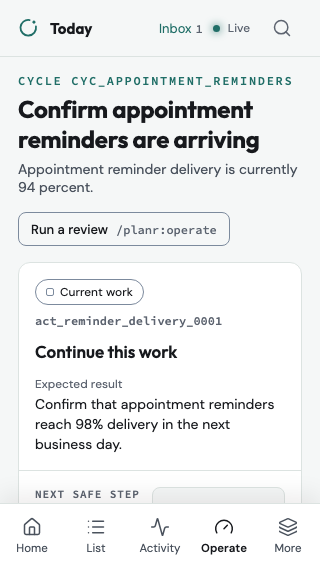 Today
Inbox 1 Live
CYCLE CYC_APPOINTMENT_REMINDERS
Confirm appointment
reminders are arriving
Appointment reminder delivery is currently
94 percent.
Run a review /planr:operate
Current work
act_reminder_delivery_0001
Continue this work
Expected result
Confirm that appointment reminders
reach 98% delivery in the next
business day.
NEXT SAFE STEP
Home List Activity Operate More